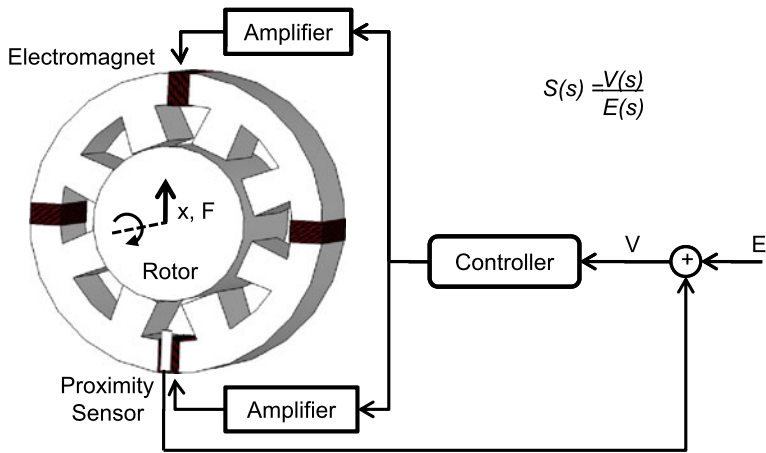 Amplifier
Electromagnet
S(s) = V(s)
E(s)
x, F
Rotor
Controller
V
+
E
Proximity
Sensor
Amplifier